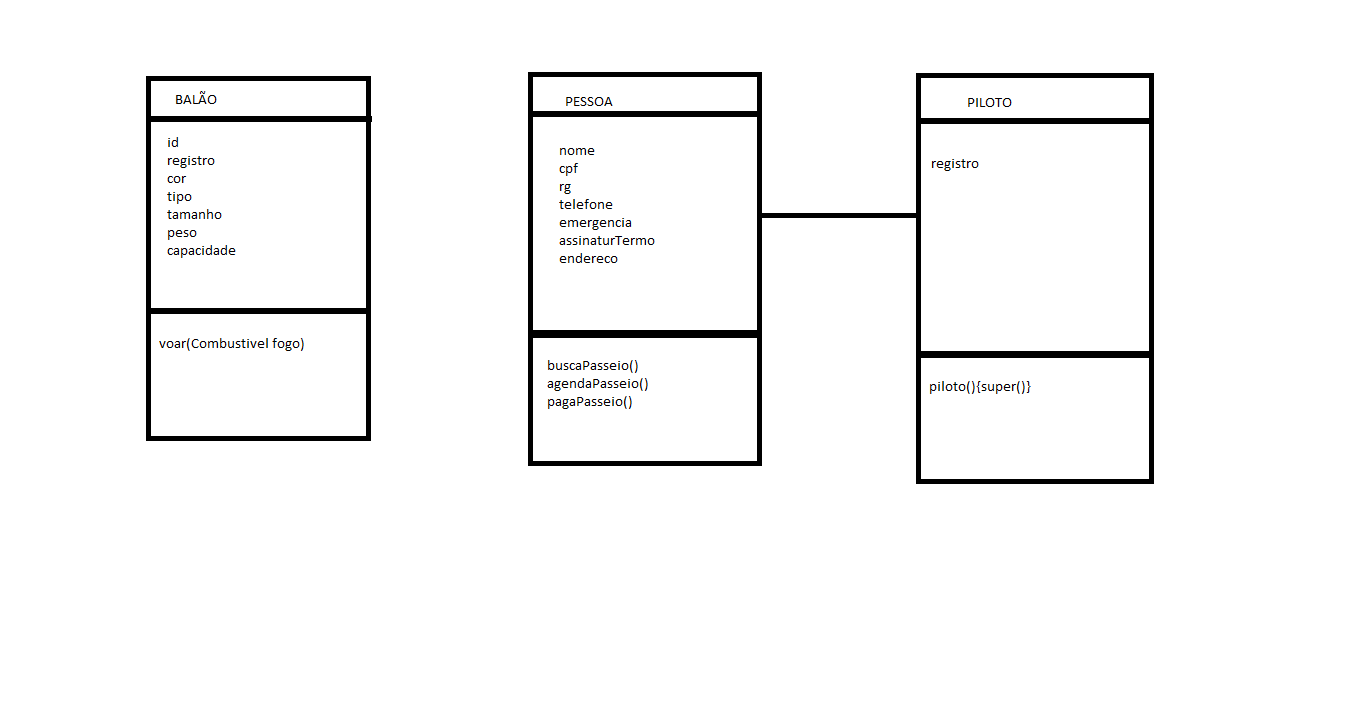 BALÃO
id
registro
cor
tipo
tamanho
peso
capacidade
voar(Combustivel fogo)
PESSOA
nome
cpf
rg
telefone
emergencia
assinaturTermo
endereco
buscaPasseio()
agendaPasseio()
pagaPasseio()
PILOTO
registro
piloto(){super()}